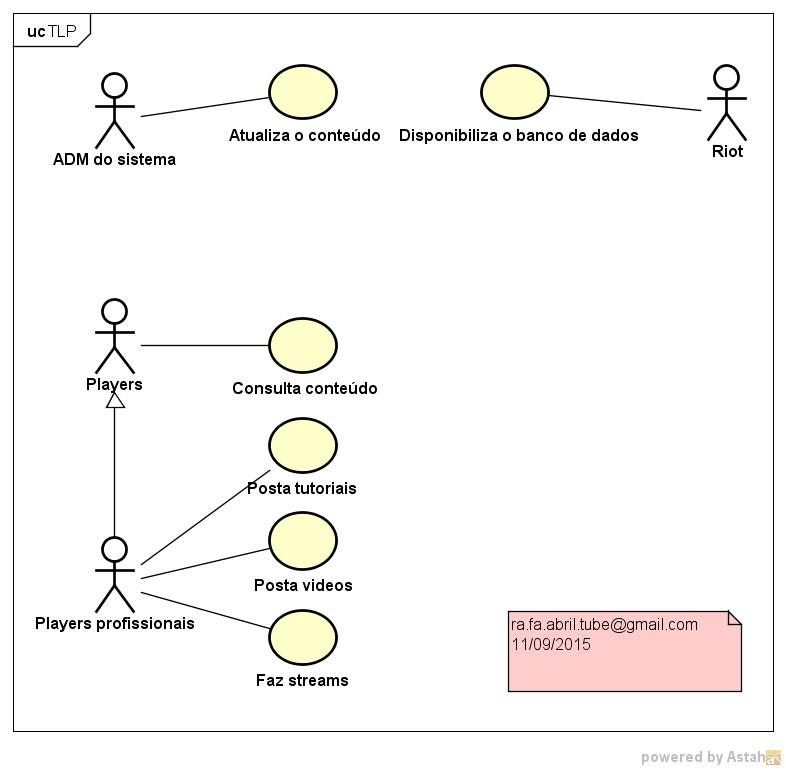 uc TLP
Atualiza o conteúdo
Disponibiliza o banco de dados
ADM do sistema
Riot
Players
Consulta conteúdo
Posta tutoriais
Posta videos
Players profissionais
Faz streams
ra.fa.abril.tube@gmail.com
11/09/2015
powered by Astah